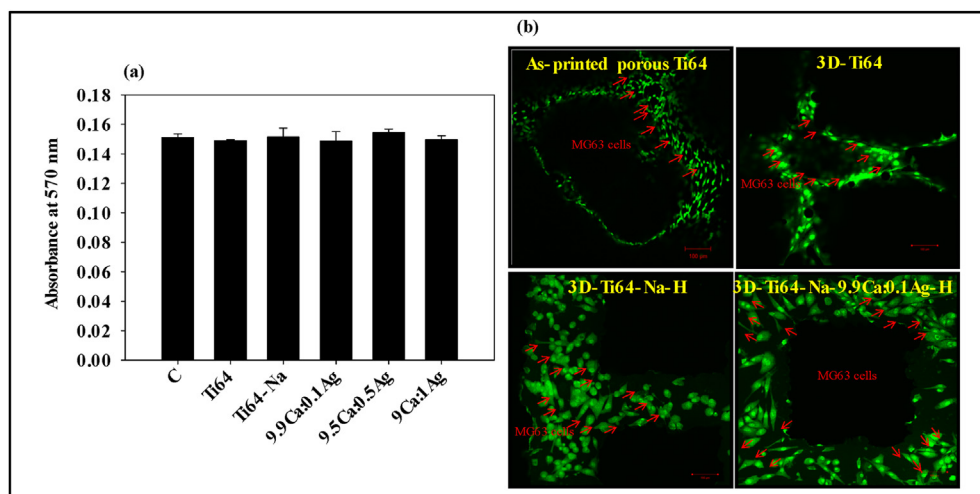 (a)
Absorbance at 570 nm
0.18
0.16
0.14
0.12
0.10
0.08
0.06
0.04
0.02
0.00
C
Ti64
Ti64-Na
9.9Ca:0.1Ag
9.5Ca:0.5Ag
9Ca:1Ag
(b)
As-printed porous Ti64
MG63 cells
100 µm
3D-Ti64
MG63 cells
3D-Ti64-Na-H
MG63 cells
3D-Ti64-Na-9.9Ca:0.1Ag-H
MG63 cells